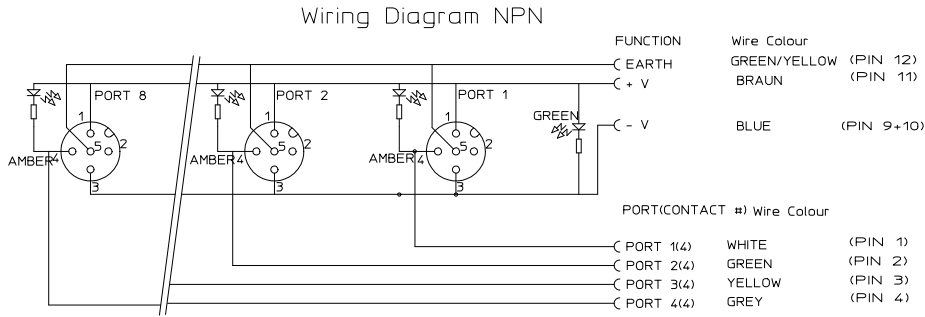 Wiring Diagram NPN
FUNCTION Wire Colour
EARTH GREEN/YELLOW (PIN 12)
+ V BRAUN (PIN 11)
PORT 8 PORT 2 PORT 1
GREEN
- V BLUE (PIN 9+10)
1 1 1
5 2 5 2 5 2
AMBER 4 AMBER 4 AMBER 4
3 3 3
PORT(CONTACT #) Wire Colour
PORT 1(4) WHITE (PIN 1)
PORT 2(4) GREEN (PIN 2)
PORT 3(4) YELLOW (PIN 3)
PORT 4(4) GREY (PIN 4)